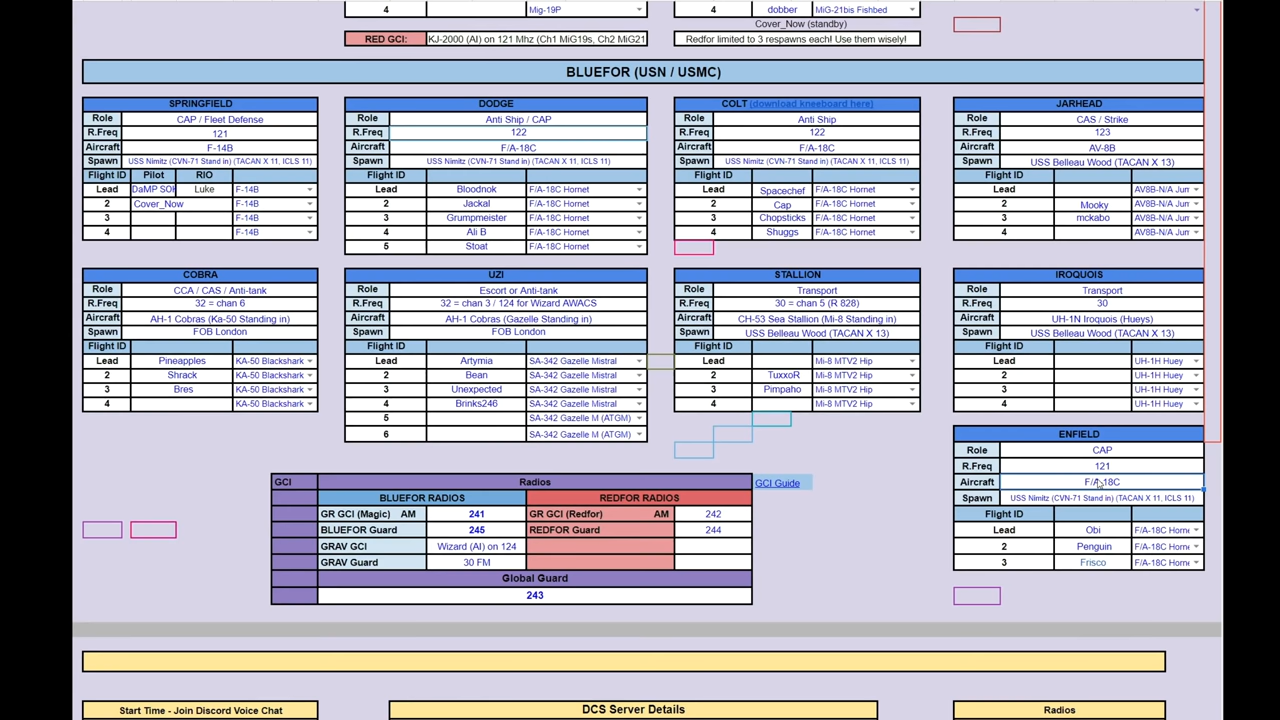 4 Mig-19P 4 dobber MiG-21bis Fishbed
Cover_Now (standby)
RED GCI: KJ-2000 (AI) on 121 Mhz (Ch1 MiG19s, Ch2 MiG21 Redfor limited to 3 respawns each! Use them wisely!
BLUEFOR (USN / USMC)
SPRINGFIELD DODGE COLT (download kneeboard here) JARHEAD
Role CAP / Fleet Defense Role Anti Ship / CAP Role Anti Ship Role CAS / Strike
R.Freq 121 R.Freq 122 R.Freq 122 R.Freq 123
Aircraft F-14B Aircraft F/A-18C Aircraft F/A-18C Aircraft AV-8B
Spawn USS Nimitz (CVN-71 Stand in) (TACAN X 11, ICLS 11) Spawn USS Nimitz (CVN-71 Stand in) (TACAN X 11, ICLS 11) Spawn USS Nimitz (CVN-71 Stand in) (TACAN X 11, ICLS 11) Spawn USS Belleau Wood (TACAN X 13)
Flight ID Pilot RIO Flight ID Flight ID Flight ID
Lead DaMP SOK Luke F-14B Lead Bloodnok F/A-18C Hornet Lead Spacechef F/A-18C Hornet Lead AV8B-N/A Jun
2 Cover_Now F-14B 2 Jackal F/A-18C Hornet 2 Cap F/A-18C Hornet 2 Mooky AV8B-N/A Jun
3 F-14B 3 Grumpmeister F/A-18C Hornet 3 Chopsticks F/A-18C Hornet 3 mckabo AV8B-N/A Jun
4 F-14B 4 Ali B F/A-18C Hornet 4 Shuggs F/A-18C Hornet 4 AV8B-N/A Jun
5 Stoat F/A-18C Hornet
COBRA UZI STALLION IROQUOIS
Role CCA / CAS / Anti-tank Role Escort or Anti-tank Role Transport Role Transport
R.Freq 32 = chan 6 R.Freq 32 = chan 3 / 124 for Wizard AWACS R.Freq 30 = chan 5 (R 828) R.Freq 30
Aircraft AH-1 Cobras (Ka-50 Standing in) Aircraft AH-1 Cobras (Gazelle Standing in) Aircraft CH-53 Sea Stallion (Mi-8 Standing in) Aircraft UH-1N Iroquois (Hueys)
Spawn FOB London Spawn FOB London Spawn USS Belleau Wood (TACAN X 13) Spawn USS Belleau Wood (TACAN X 13)
Flight ID Flight ID Flight ID Flight ID
Lead Pineapples KA-50 Blackshark Lead Artymia SA-342 Gazelle Mistral Lead Mi-8 MTV2 Hip Lead UH-1H Huey
2 Shrack KA-50 Blackshark 2 Bean SA-342 Gazelle Mistral 2 TuxxoR Mi-8 MTV2 Hip 2 UH-1H Huey
3 Bres KA-50 Blackshark 3 Unexpected SA-342 Gazelle Mistral 3 Pimpaho Mi-8 MTV2 Hip 3 UH-1H Huey
4 KA-50 Blackshark 4 Brinks246 SA-342 Gazelle Mistral 4 Mi-8 MTV2 Hip 4 UH-1H Huey
5 SA-342 Gazelle M (ATGM)
6 SA-342 Gazelle M (ATGM) ENFIELD
Role CAP
R.Freq 121
GCI Radios GCI Guide Aircraft F/A-18C
BLUEFOR RADIOS REDFOR RADIOS Spawn USS Nimitz (CVN-71 Stand in) (TACAN X 11, ICLS 11)
GR GCI (Magic) AM 241 GR GCI (Redfor) AM 242 Flight ID
BLUEFOR Guard 245 REDFOR Guard 244 Lead Obi F/A-18C Horne
GRAV GCI Wizard (AI) on 124 2 Penguin F/A-18C Horne
GRAV Guard 30 FM 3 Frisco F/A-18C Horne
Global Guard
243
Start Time - Join Discord Voice Chat DCS Server Details Radios